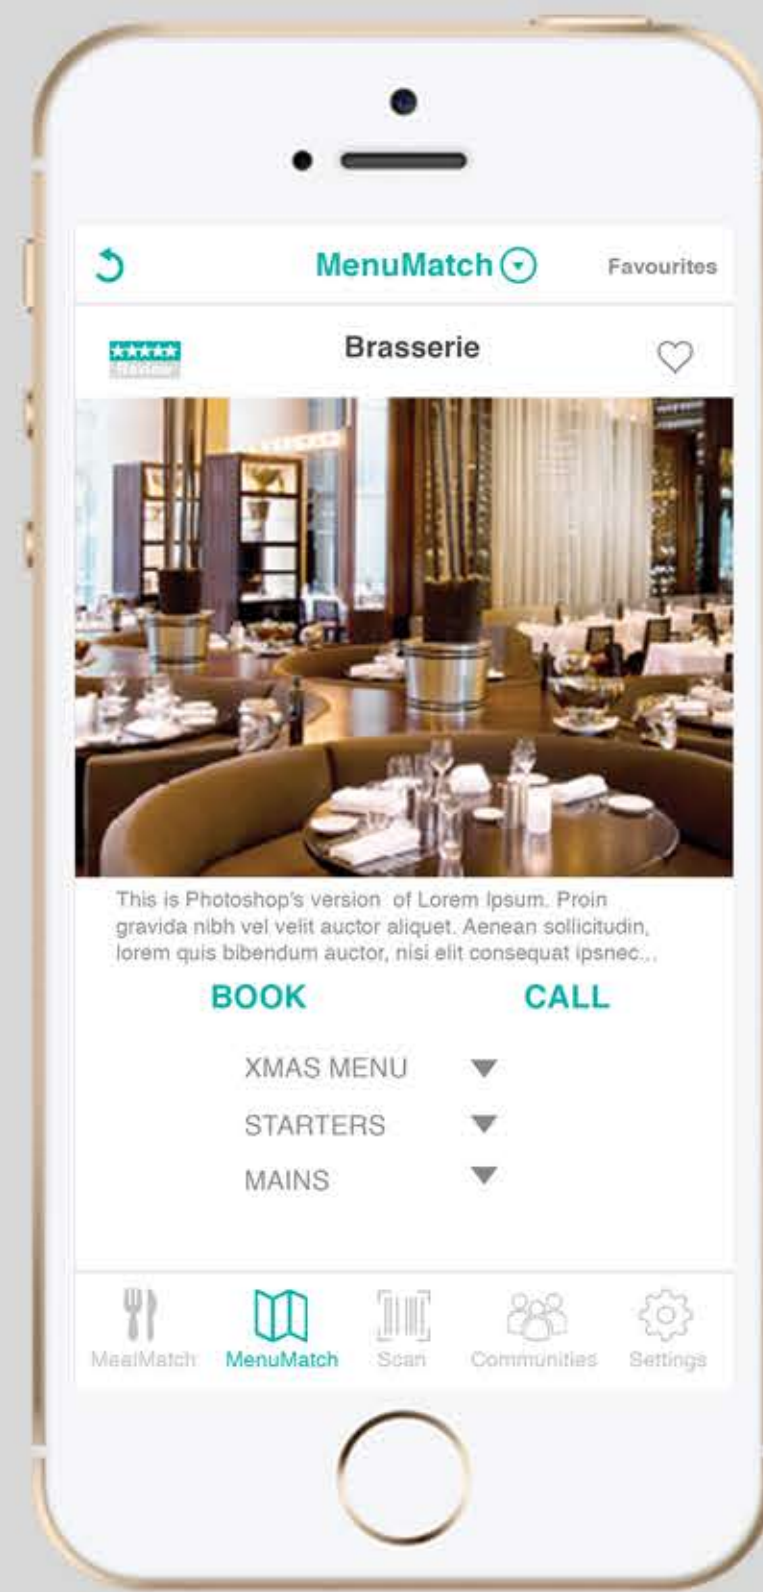 MenuMatch
Favourites
Brasserie
Review
This is Photoshop's version of Lorem Ipsum. Proin
gravida nibh vel velit auctor aliquet. Aenean sollicitudin,
lorem quis bibendum auctor, nisi elit consequat ipsnec...
BOOK CALL
XMAS MENU
STARTERS
MAINS
MealMatch MenuMatch Scan Communities Settings